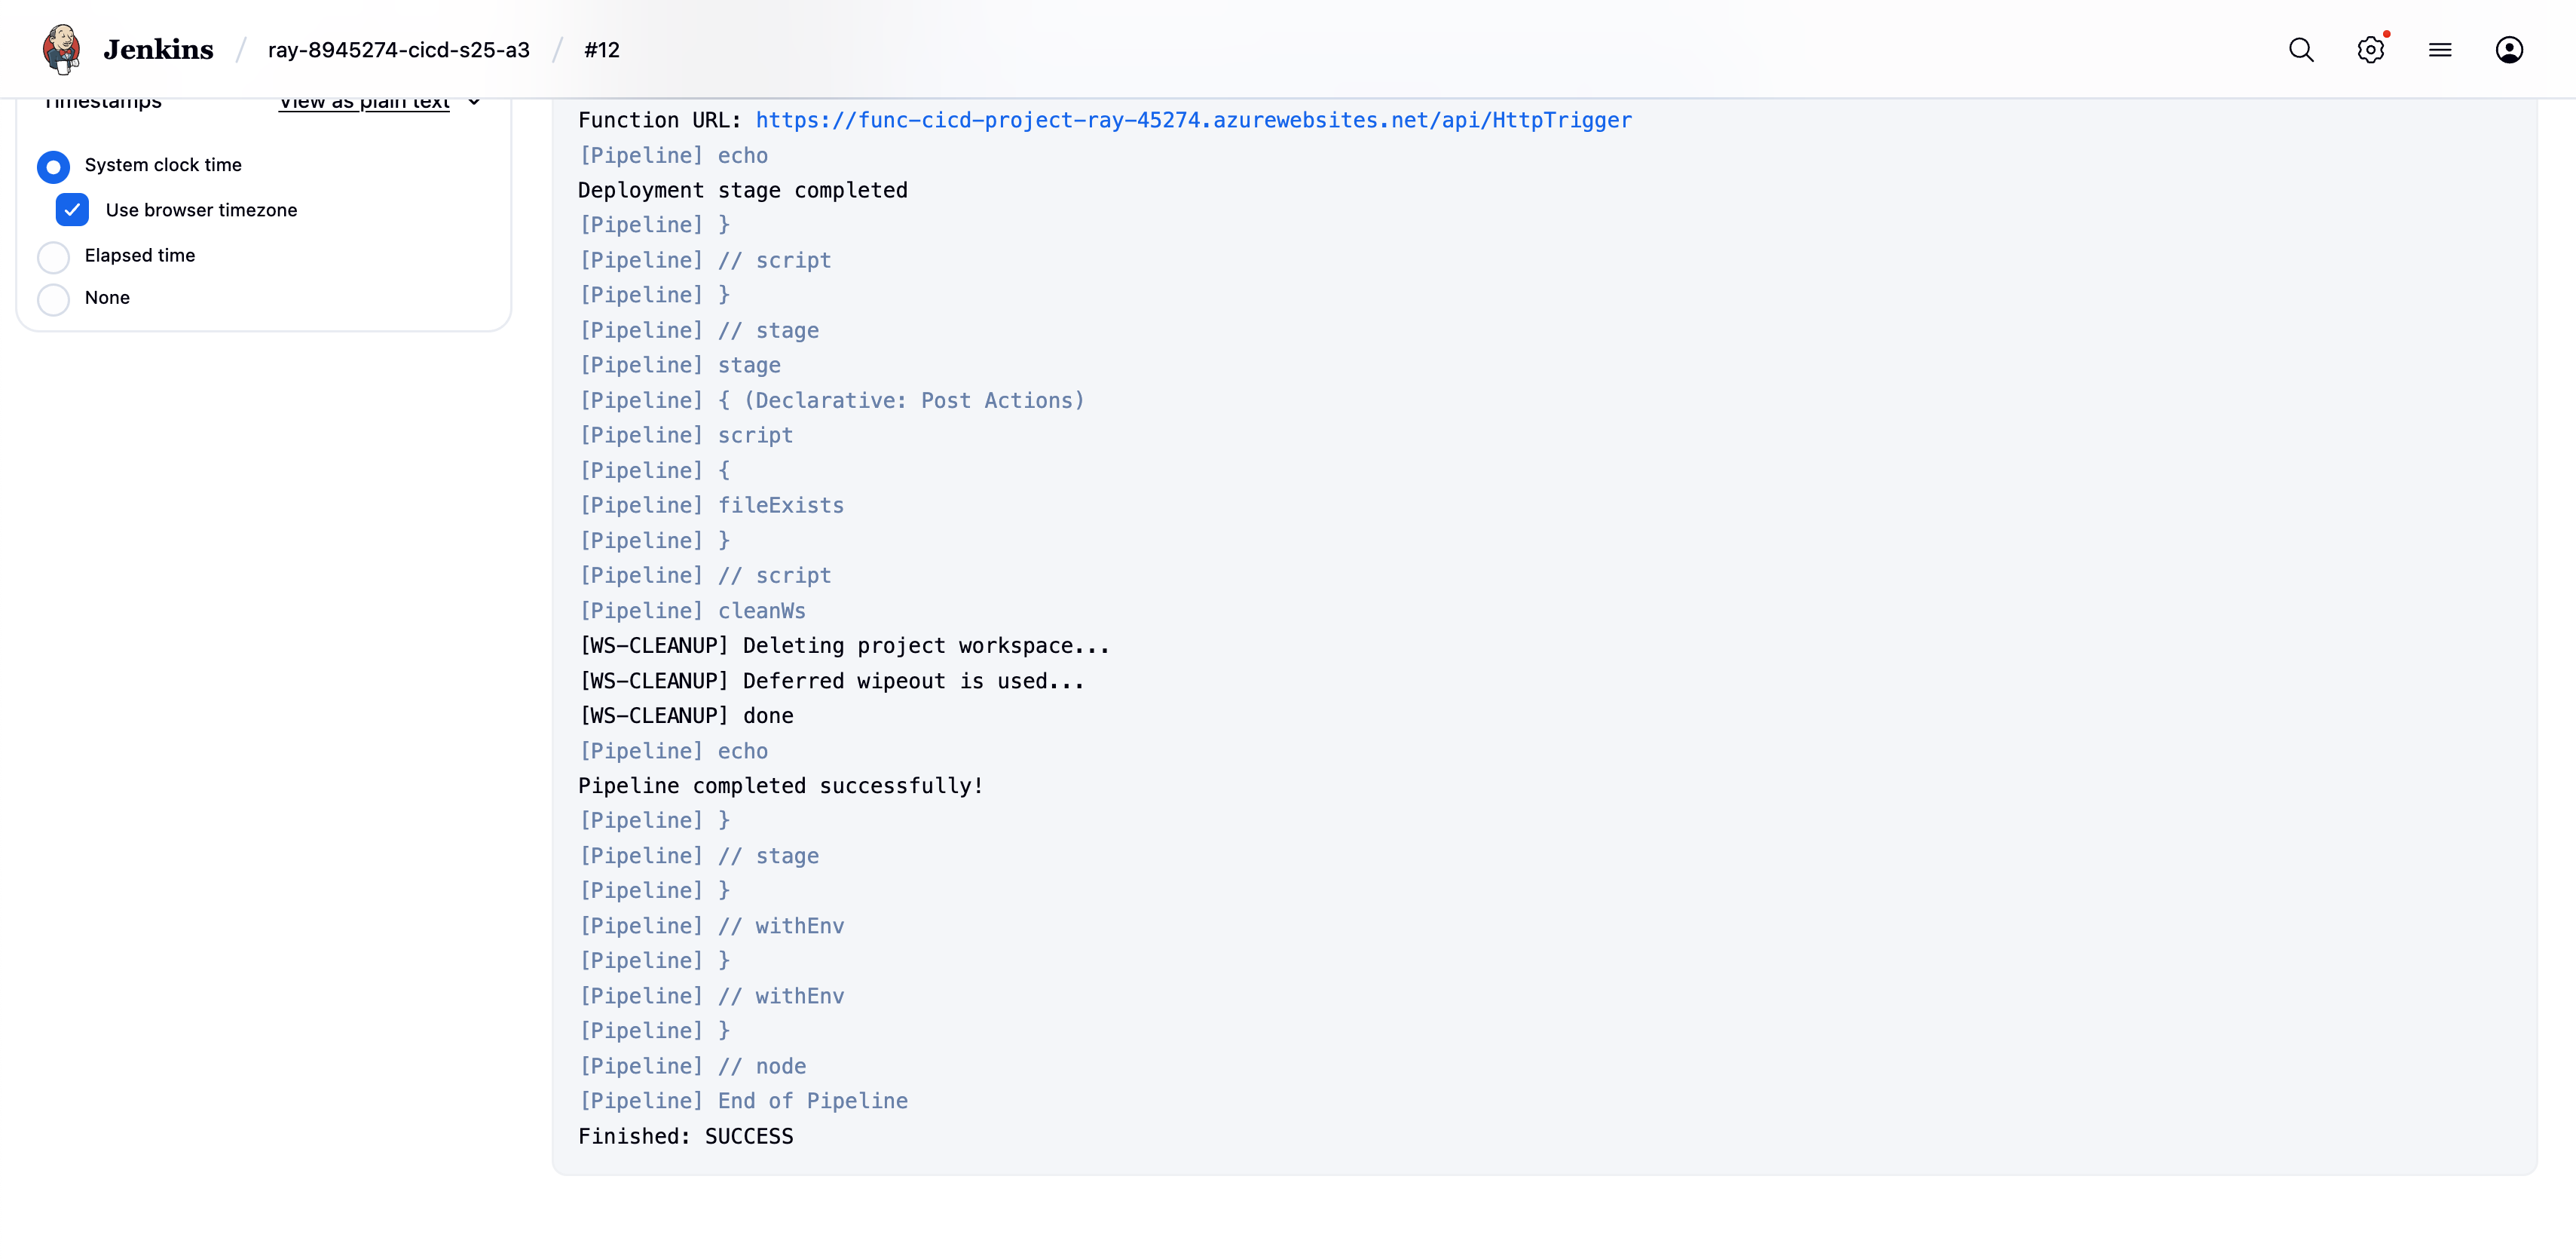 Jenkins / ray-8945274-cicd-s25-a3 / #12
Timestamps View as plain text
System clock time
Use browser timezone
Elapsed time
None
Function URL: https://func-cicd-project-ray-45274.azurewebsites.net/api/HttpTrigger
[Pipeline] echo
Deployment stage completed
[Pipeline] }
[Pipeline] // script
[Pipeline] }
[Pipeline] // stage
[Pipeline] stage
[Pipeline] { (Declarative: Post Actions)
[Pipeline] script
[Pipeline] {
[Pipeline] fileExists
[Pipeline] }
[Pipeline] // script
[Pipeline] cleanWs
[WS-CLEANUP] Deleting project workspace...
[WS-CLEANUP] Deferred wipeout is used...
[WS-CLEANUP] done
[Pipeline] echo
Pipeline completed successfully!
[Pipeline] }
[Pipeline] // stage
[Pipeline] }
[Pipeline] // withEnv
[Pipeline] }
[Pipeline] // withEnv
[Pipeline] }
[Pipeline] // node
[Pipeline] End of Pipeline
Finished: SUCCESS